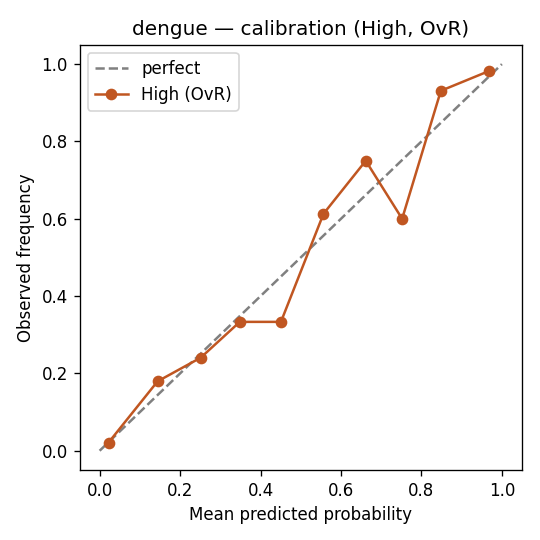 dengue — calibration (High, OvR)
perfect
High (OvR)
Observed frequency
1.0
0.8
0.6
0.4
0.2
0.0
0.0 0.2 0.4 0.6 0.8 1.0
Mean predicted probability